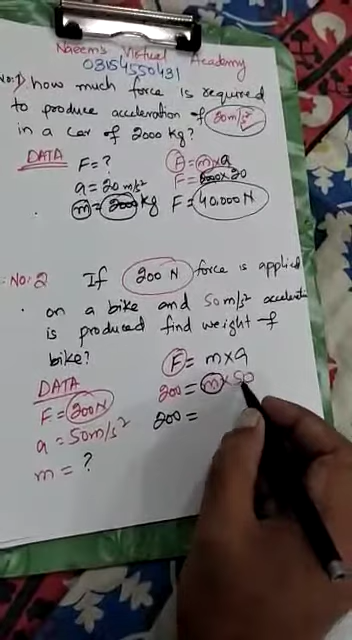 Naeem's Virtual Academy
03154550431
No:1) how much force is required
to produce acceleration of 20m/s²
in a car of 2000 kg?
DATA
F = ?
a = 20 m/s²
m = 2000 kg
F = m×a
F = 2000×20
F = 40,000 N
No:2 If 200 N force is applied
on a bike and 50m/s² acceleration
is produced find weight of
bike?
DATA
F = 200N
a = 50m/s²
m = ?
F = m×a
200 = m×50
200 =